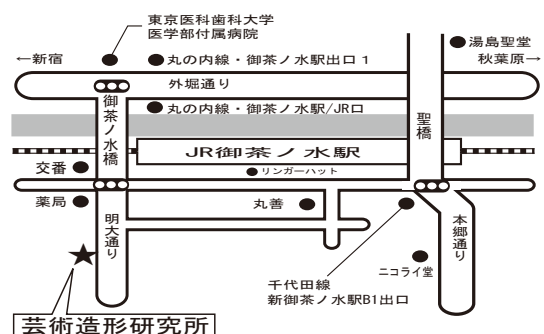 東京医科歯科大学
医学部付属病院
←新宿
丸の内線・御茶ノ水駅出口1
湯島聖堂
秋葉原→
外堀通り
丸の内線・御茶ノ水駅/JR口
御茶ノ水橋
聖橋
JR御茶ノ水駅
交番
リンガーハット
薬局
丸善
明大通り
本郷通り
ニコライ堂
千代田線
新御茶ノ水駅B1出口
芸術造形研究所